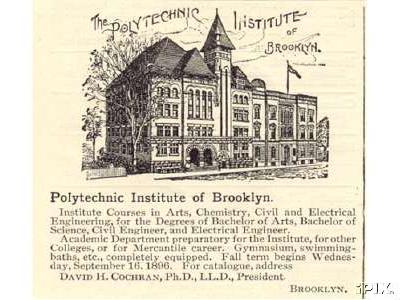 The POLYTECHNIC INSTITUTE
OF
BROOKLYN.
Polytechnic Institute of Brooklyn.
Institute Courses in Arts, Chemistry, Civil and Electrical
Engineering, for the Degrees of Bachelor of Arts, Bachelor of
Science, Civil Engineer, and Electrical Engineer.
Academic Department preparatory for the Institute, for other
Colleges, or for Mercantile career. Gymnasium, swimming-
baths, etc., completely equipped. Fall term begins Wednes-
day, September 16, 1896. For catalogue, address
DAVID H. COCHRAN, Ph.D., LL.D., President.
BROOKLYN.
1PIX